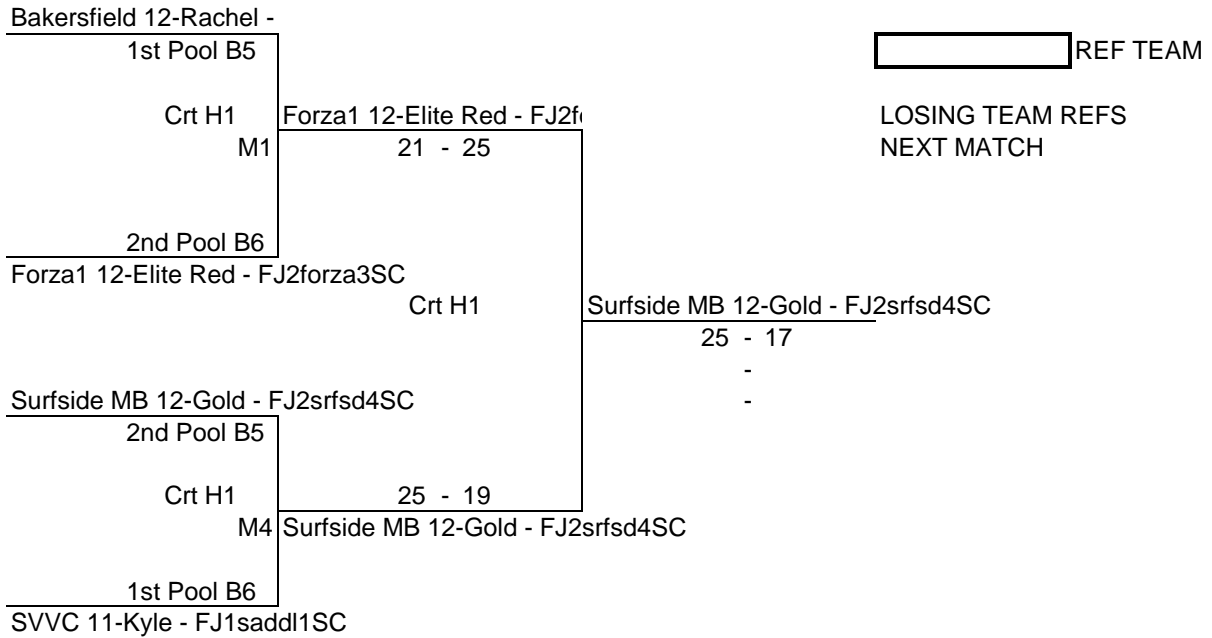 Bakersfield 12-Rachel -
1st Pool B5
REF TEAM
Crt H1
Forza1 12-Elite Red - FJ2f
LOSING TEAM REFS
M1
21 - 25
NEXT MATCH
2nd Pool B6
Forza1 12-Elite Red - FJ2forza3SC
Crt H1
Surfside MB 12-Gold - FJ2srfsd4SC
25 - 17
-
Surfside MB 12-Gold - FJ2srfsd4SC
-
2nd Pool B5
Crt H1
25 - 19
M4
Surfside MB 12-Gold - FJ2srfsd4SC
1st Pool B6
SVVC 11-Kyle - FJ1saddl1SC